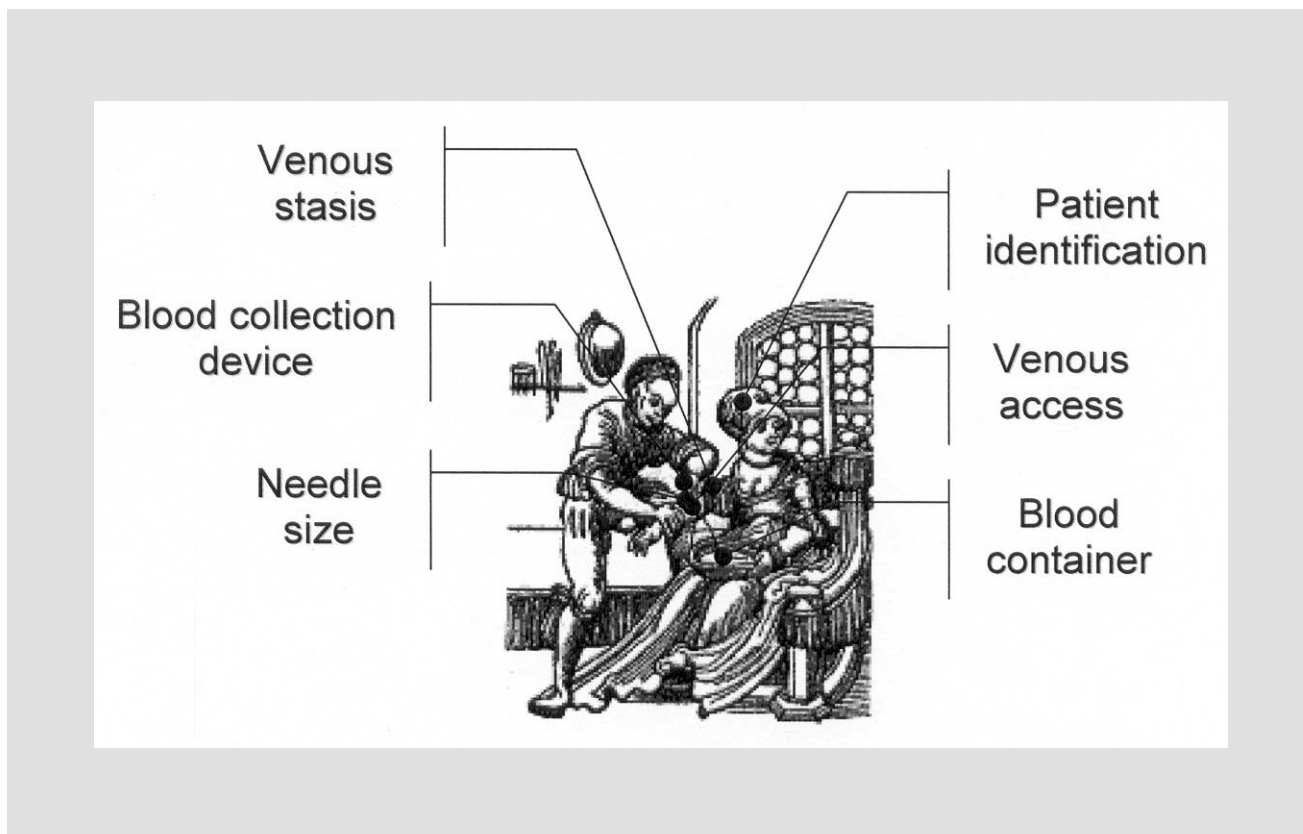 Venous
stasis
Blood collection
device
Needle
size
Patient
identification
Venous
access
Blood
container